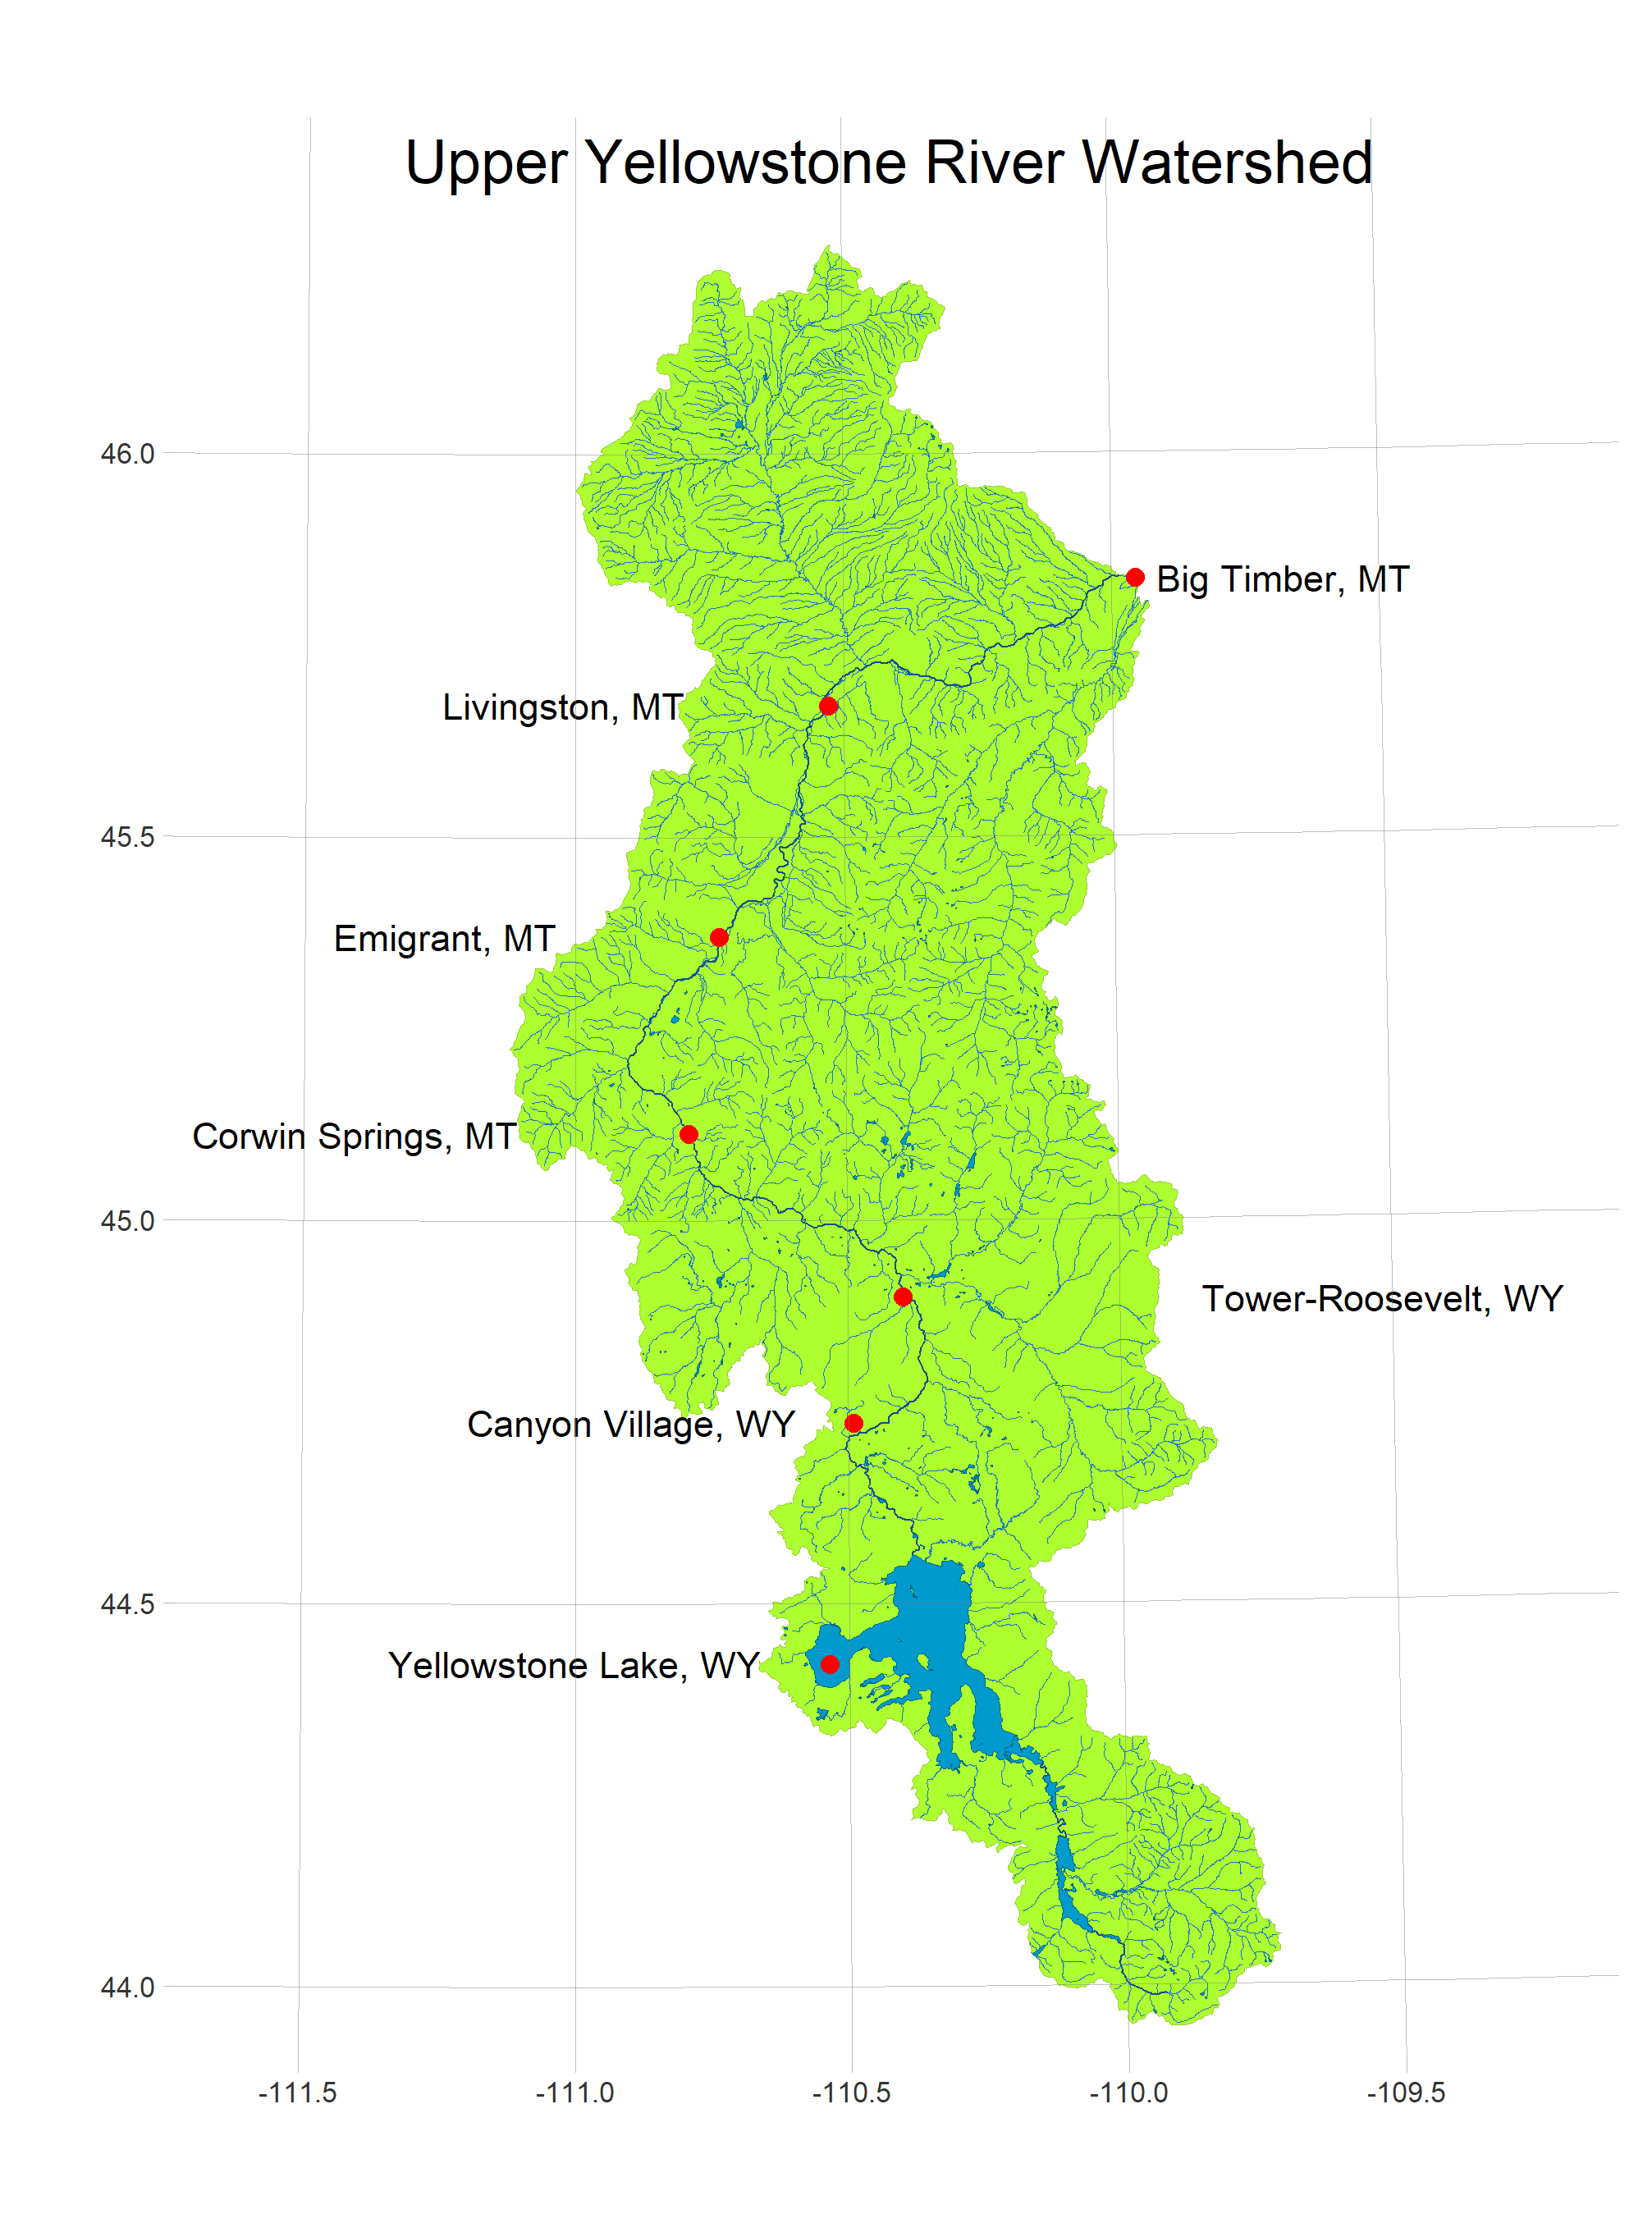 Upper Yellowstone River Watershed
46.0
Big Timber, MT
Livingston, MT
45.5
Emigrant, MT
Corwin Springs, MT
45.0
Tower-Roosevelt, WY
Canyon Village, WY
44.5
Yellowstone Lake, WY
44.0
-111.5 -111.0 -110.5 -110.0 -109.5